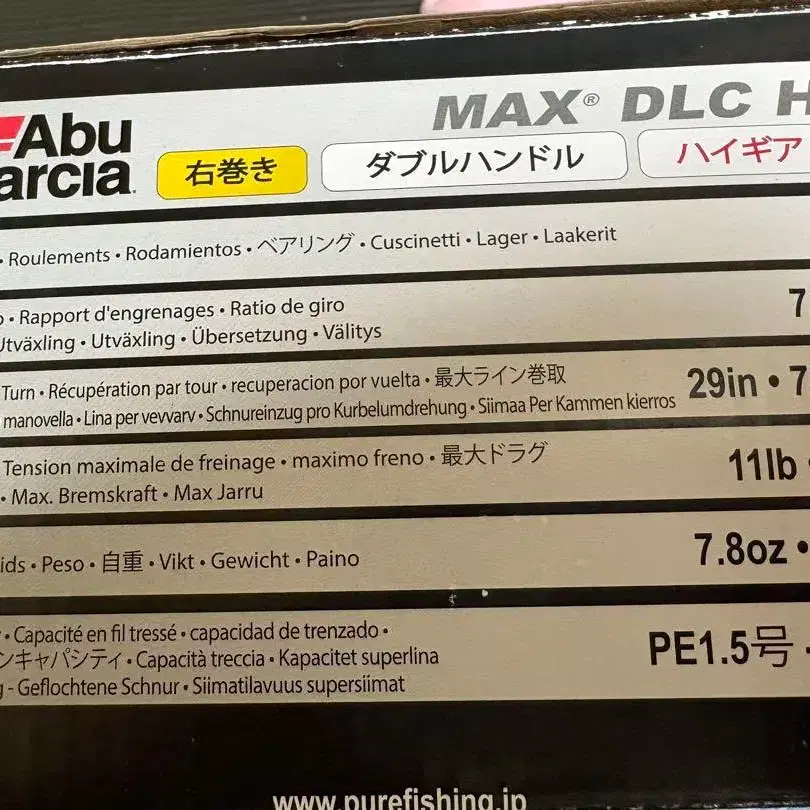 Abu
arcia.
MAX® DLC H
右巻き ダブルハンドル ハイギア
• Roulements • Rodamientos • ベアリング • Cuscinetti • Lager • Laakerit
• Rapport d'engrenages • Ratio de giro
Utväxling • Utväxling • Übersetzung • Välitys
7
Turn • Récupération par tour • recuperacion por vuelta • 最大ライン巻取
manovella • Lina per vevvarv • Schnureinzug pro Kurbelumdrehung • Siimaa Per Kammen kierros
29in • 7
Tension maximale de freinage • maximo freno • 最大ドラグ
• Max. Bremskraft • Max Jarru
11lb
ids • Peso • 自重 • Vikt • Gewicht • Paino
7.8oz •
• Capacité en fil tressé • capacidad de trenzado •
ンキャパシティ • Capacità treccia • Kapacitet superlina
g - Geflochtene Schnur • Siimatilavuus supersiimat
PE1.5号 -
www.purefishing.jp